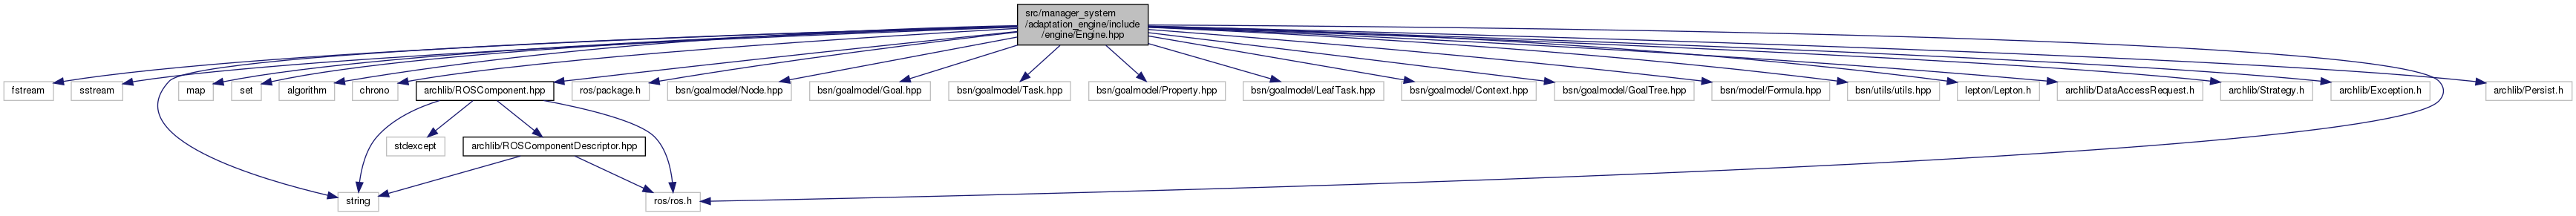 src/manager_system
/adaptation_engine/include
/engine/Engine.hpp
fstream
sstream
map
set
algorithm
chrono
archlib/ROSComponent.hpp
ros/package.h
bsn/goalmodel/Node.hpp
bsn/goalmodel/Goal.hpp
bsn/goalmodel/Task.hpp
bsn/goalmodel/Property.hpp
bsn/goalmodel/LeafTask.hpp
bsn/goalmodel/Context.hpp
bsn/goalmodel/GoalTree.hpp
bsn/model/Formula.hpp
bsn/utils/utils.hpp
lepton/Lepton.h
archlib/DataAccessRequest.h
archlib/Strategy.h
archlib/Exception.h
archlib/Persist.h
stdexcept
archlib/ROSComponentDescriptor.hpp
string
ros/ros.h